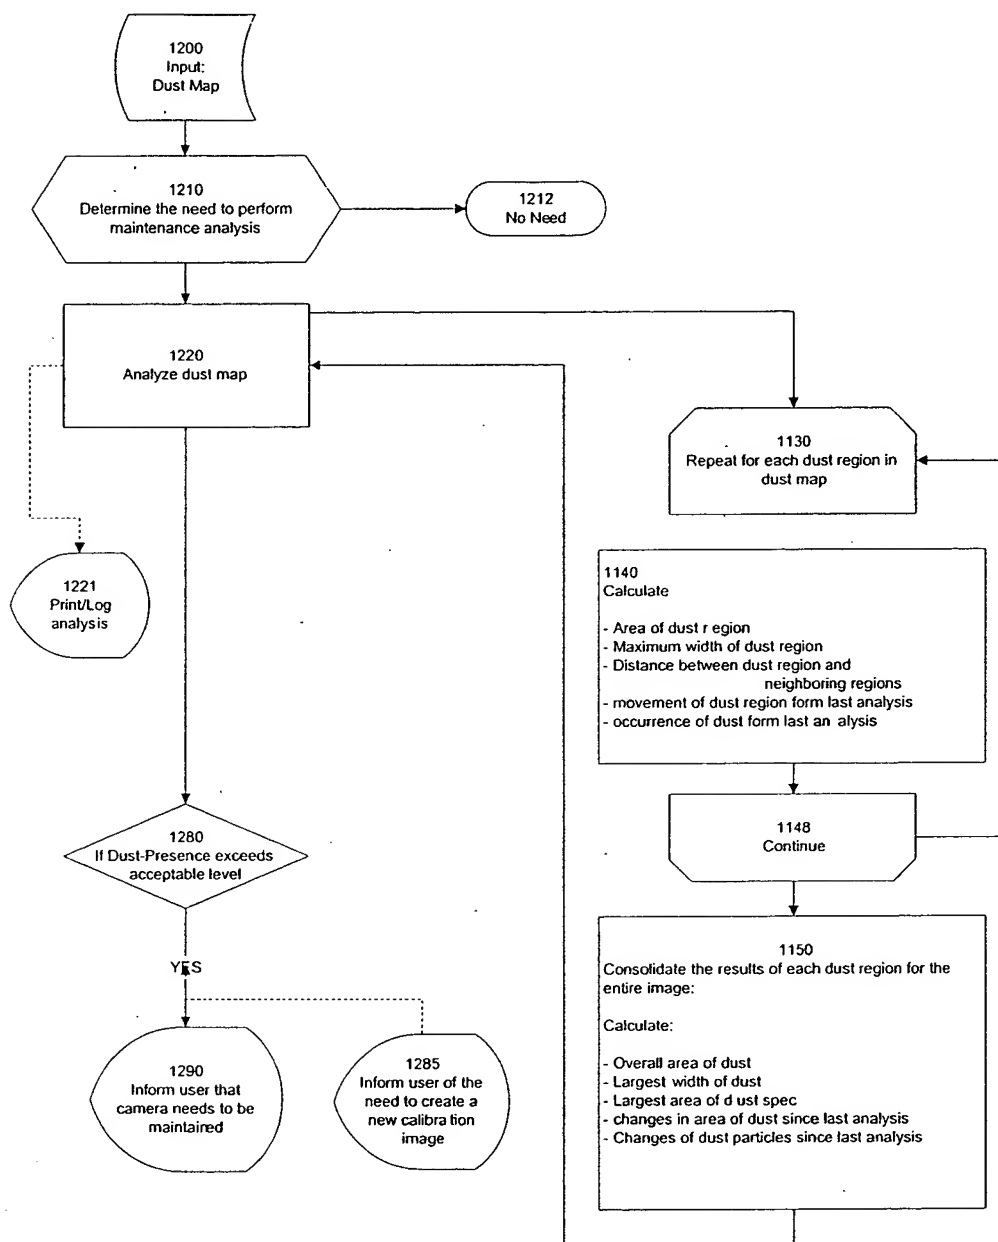 1200
Input:
Dust Map
1210
Determine the need to perform
maintenance analysis
1212
No Need
1220
Analyze dust map
1130
Repeat for each dust region in
dust map
1221
Print/Log
analysis
1140
Calculate
- Area of dust r egion
- Maximum width of dust region
- Distance between dust region and
neighboring regions
- movement of dust region form last analysis
- occurrence of dust form last an alysis
1148
Continue
1280
If Dust-Presence exceeds
acceptable level
YES
1150
Consolidate the results of each dust region for the
entire image:
Calculate:
- Overall area of dust
- Largest width of dust
- Largest area of d ust spec
- changes in area of dust since last analysis
- Changes of dust particles since last analysis
1290
Inform user that
camera needs to be
maintained
1285
Inform user of the
need to create a
new calibra tion
image